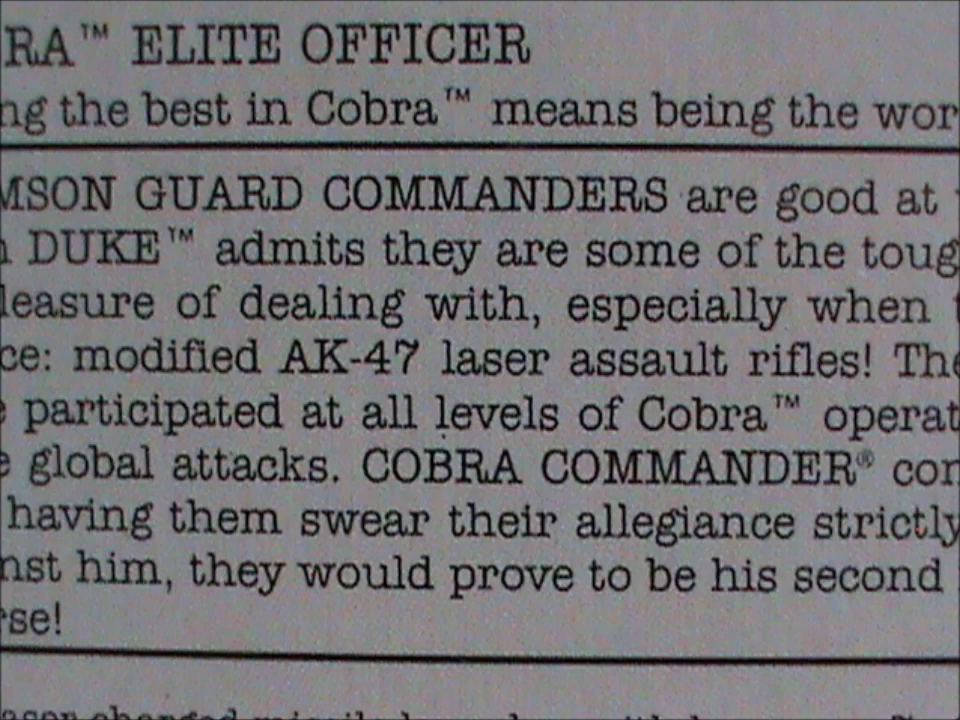 RA™ ELITE OFFICER
ng the best in Cobra™ means being the wor
MSON GUARD COMMANDERS are good at
DUKE™ admits they are some of the toug
leasure of dealing with, especially when
ce: modified AK-47 laser assault rifles! The
participated at all levels of Cobra™ operat
global attacks. COBRA COMMANDER® con
having them swear their allegiance strictly
nst him, they would prove to be his second
rse!